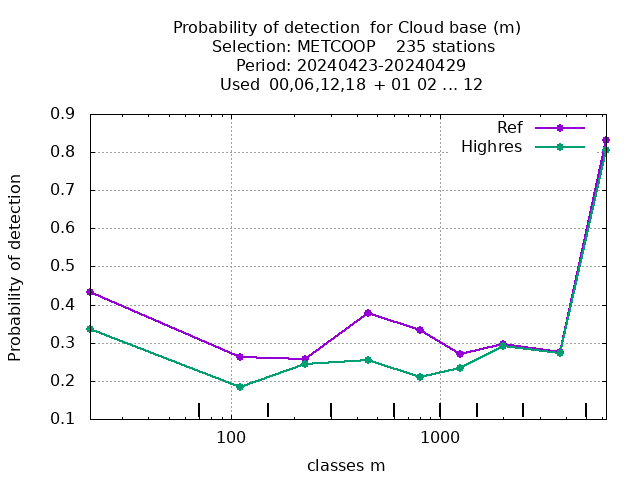 Probability of detection  for Cloud base (m)
Selection: METCOOP    235 stations
Period: 20240423-20240429
Used  00,06,12,18  + 01 02 ... 12
0.9
0.8
0.7
0.6
0.5
0.4
0.3
0.2
0.1
Probability of detection
Ref
Highres
100
1000
classes m